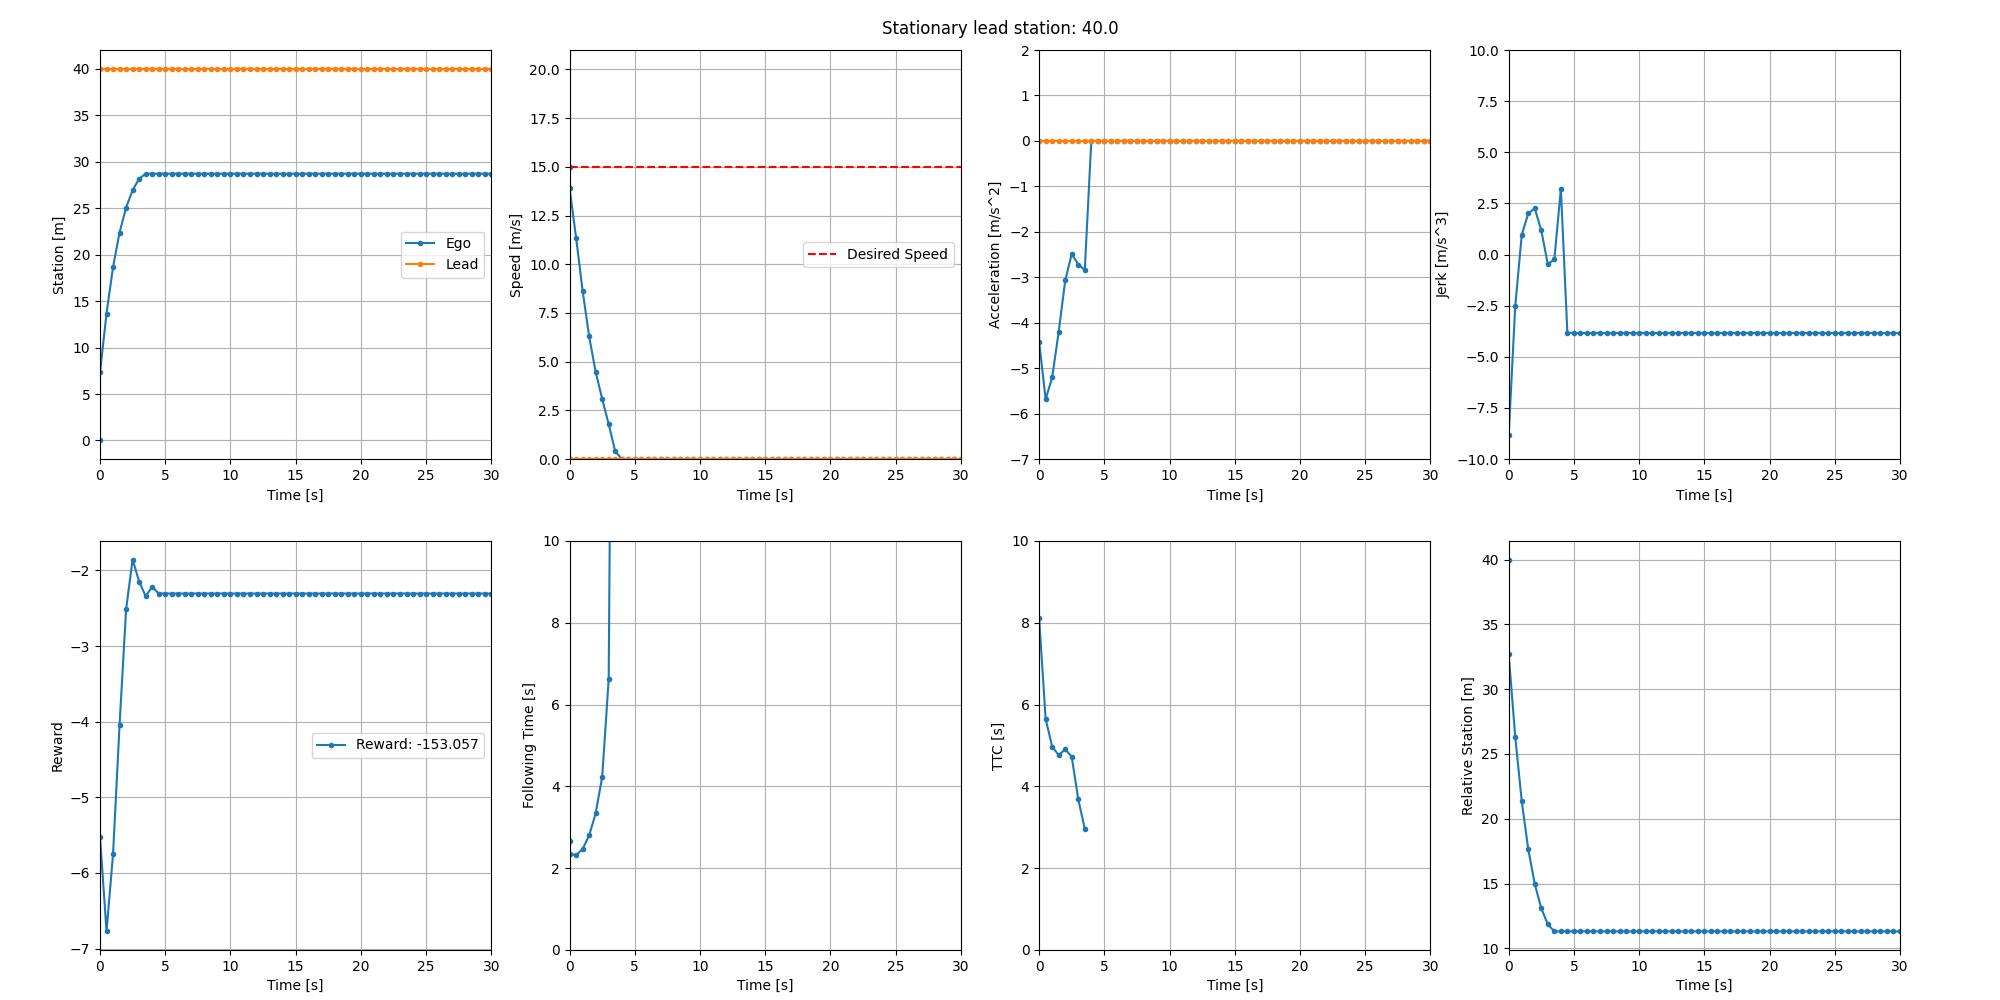 Stationary lead station: 40.0
40
35
30
25
20
15
10
5
0
Station [m]
Ego
Lead
0 5 10 15 20 25 30
Time [s]
20.0
17.5
15.0
12.5
10.0
7.5
5.0
2.5
0.0
Speed [m/s]
Desired Speed
0 5 10 15 20 25 30
Time [s]
2
1
0
−1
−2
−3
−4
−5
−6
−7
Acceleration [m/s^2]
0 5 10 15 20 25 30
Time [s]
10.0
7.5
5.0
2.5
0.0
−2.5
−5.0
−7.5
−10.0
Jerk [m/s^3]
0 5 10 15 20 25 30
Time [s]
−2
−3
−4
−5
−6
−7
Reward
Reward: -153.057
0 5 10 15 20 25 30
Time [s]
10
8
6
4
2
0
Following Time [s]
0 5 10 15 20 25 30
Time [s]
10
8
6
4
2
0
TTC [s]
0 5 10 15 20 25 30
Time [s]
40
35
30
25
20
15
10
Relative Station [m]
0 5 10 15 20 25 30
Time [s]